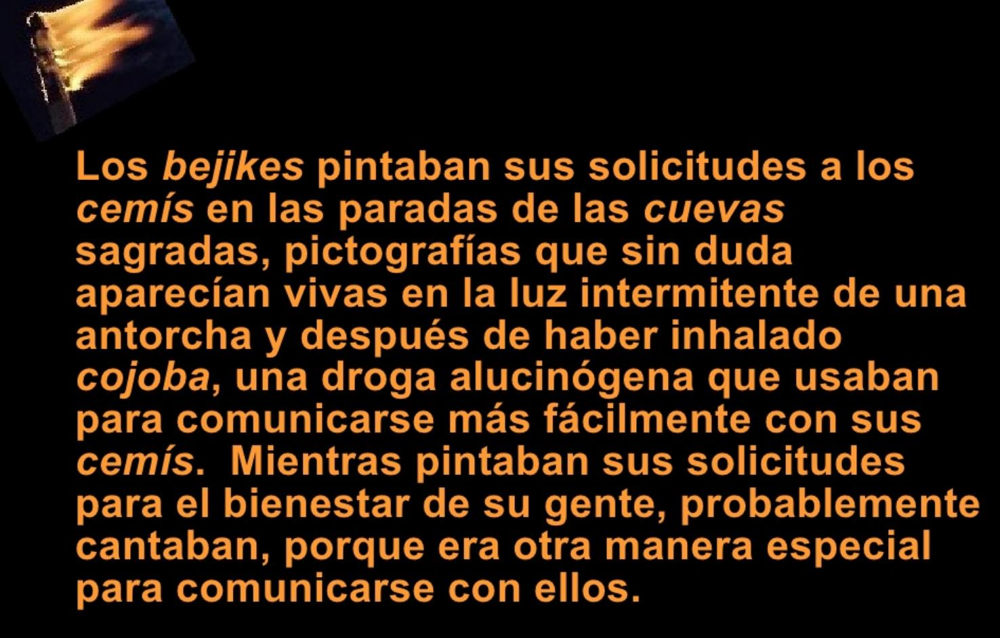 Los bejikes pintaban sus solicitudes a los
cemís en las paradas de las cuevas
sagradas, pictografías que sin duda
aparecían vivas en la luz intermitente de una
antorcha y después de haber inhalado
cojoba, una droga alucinógena que usaban
para comunicarse más fácilmente con sus
cemís.  Mientras pintaban sus solicitudes
para el bienestar de su gente, probablemente
cantaban, porque era otra manera especial
para comunicarse con ellos.